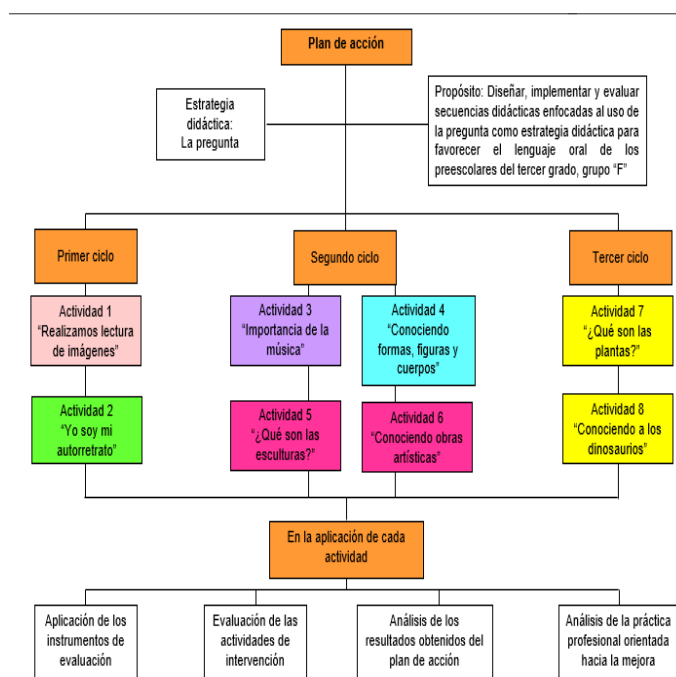 Plan de acción
Estrategia
didáctica:
La pregunta
Propósito: Diseñar, implementar y evaluar
secuencias didácticas enfocadas al uso de
la pregunta como estrategia didáctica para
favorecer el lenguaje oral de los
preescolares del tercer grado, grupo “F”
Primer ciclo
Segundo ciclo
Tercer ciclo
Actividad 1
“Realizamos lectura
de imágenes”
Actividad 3
“Importancia de la
música”
Actividad 4
“Conociendo
formas, figuras y
cuerpos”
Actividad 7
“¿Qué son las
plantas?”
Actividad 2
“Yo soy mi
autorretrato”
Actividad 5
“¿Qué son las
esculturas?”
Actividad 6
“Conociendo obras
artísticas”
Actividad 8
“Conociendo a los
dinosaurios”
En la aplicación de cada
actividad
Aplicación de los
instrumentos de
evaluación
Evaluación de las
actividades de
intervención
Análisis de los
resultados obtenidos del
plan de acción
Análisis de la práctica
profesional orientada
hacia la mejora